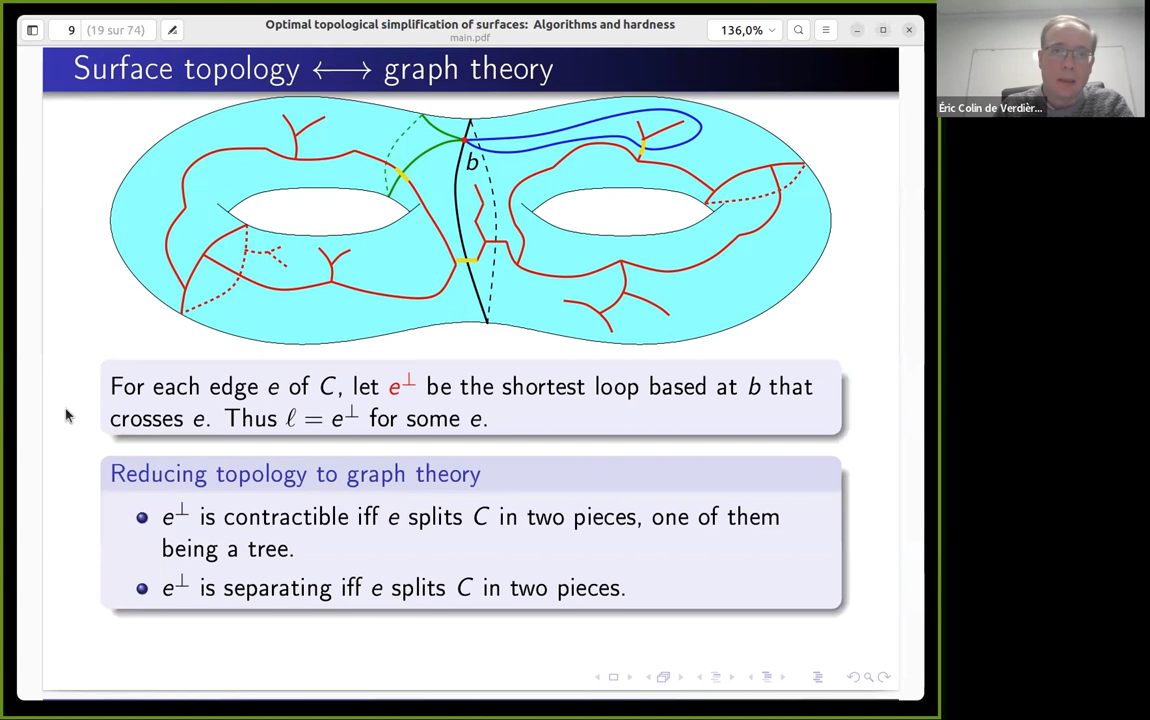 9 (19 sur 74)
Optimal topological simplification of surfaces: Algorithms and hardness
main.pdf
136,0%
Surface topology ⟷ graph theory
b
For each edge e of C, let e⊥ be the shortest loop based at b that
crosses e. Thus ℓ = e⊥ for some e.
Reducing topology to graph theory
e⊥ is contractible iff e splits C in two pieces, one of them
being a tree.
e⊥ is separating iff e splits C in two pieces.
Éric Colin de Verdièr...